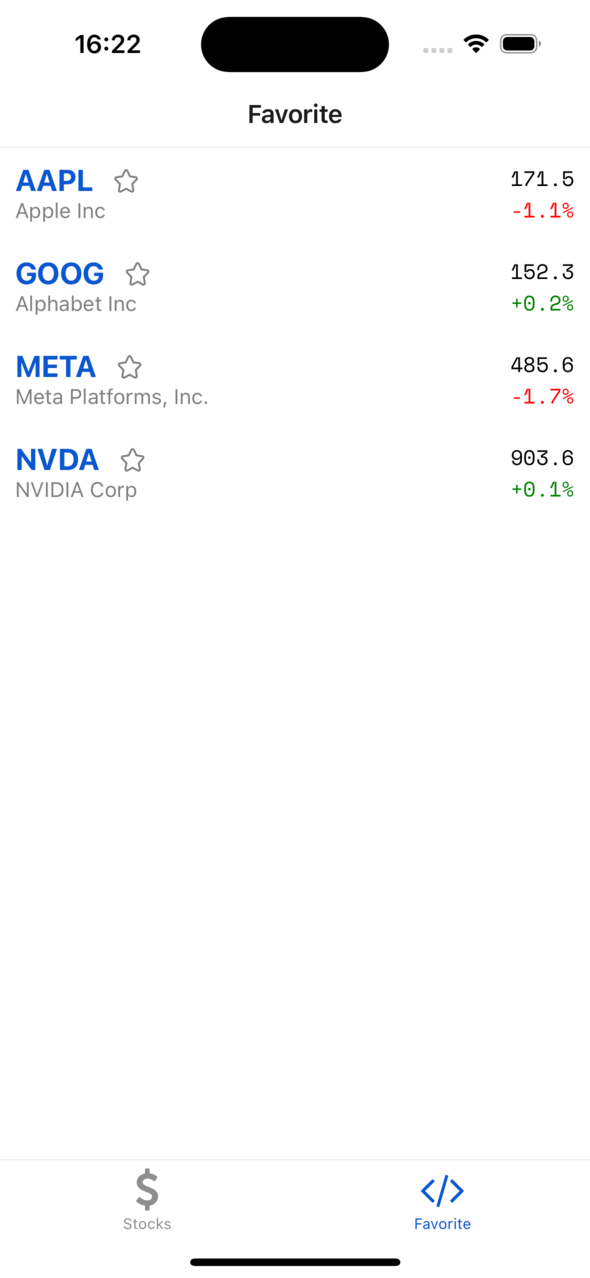 16:22
Favorite
AAPL 171.5
Apple Inc -1.1%
GOOG 152.3
Alphabet Inc +0.2%
META 485.6
Meta Platforms, Inc. -1.7%
NVDA 903.6
NVIDIA Corp +0.1%
Stocks Favorite